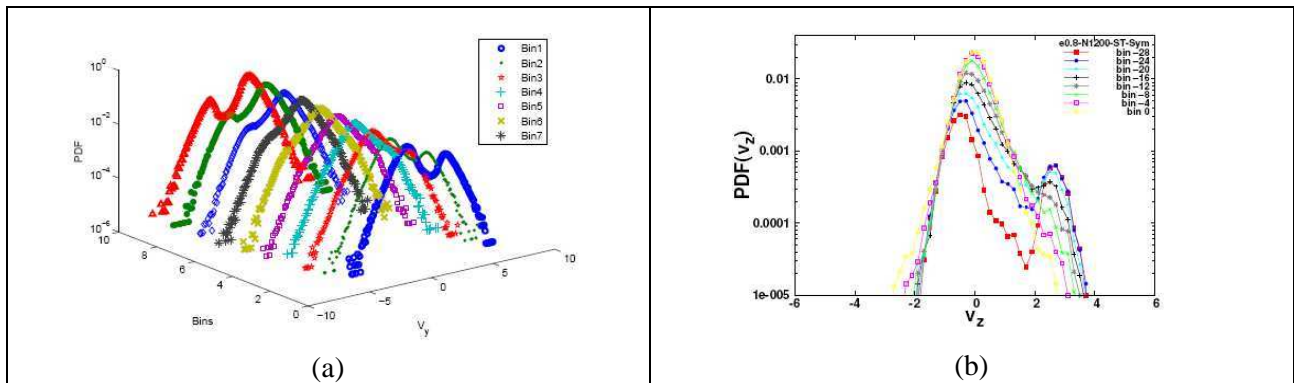 10^0
10^-2
10^-4
10^-6
PDF
10
8
6
4
2
0
Bins
-10
-5
0
5
10
V_y
Bin1
Bin2
Bin3
Bin4
Bin5
Bin6
Bin7
(a)
e0.8-N1200-ST-Sym
bin -28
bin -24
bin -20
bin -16
bin -12
bin -8
bin -4
bin 0
0.01
0.001
0.0001
1e-005
PDF(v_z)
-6
-4
-2
0
2
4
6
V_z
(b)